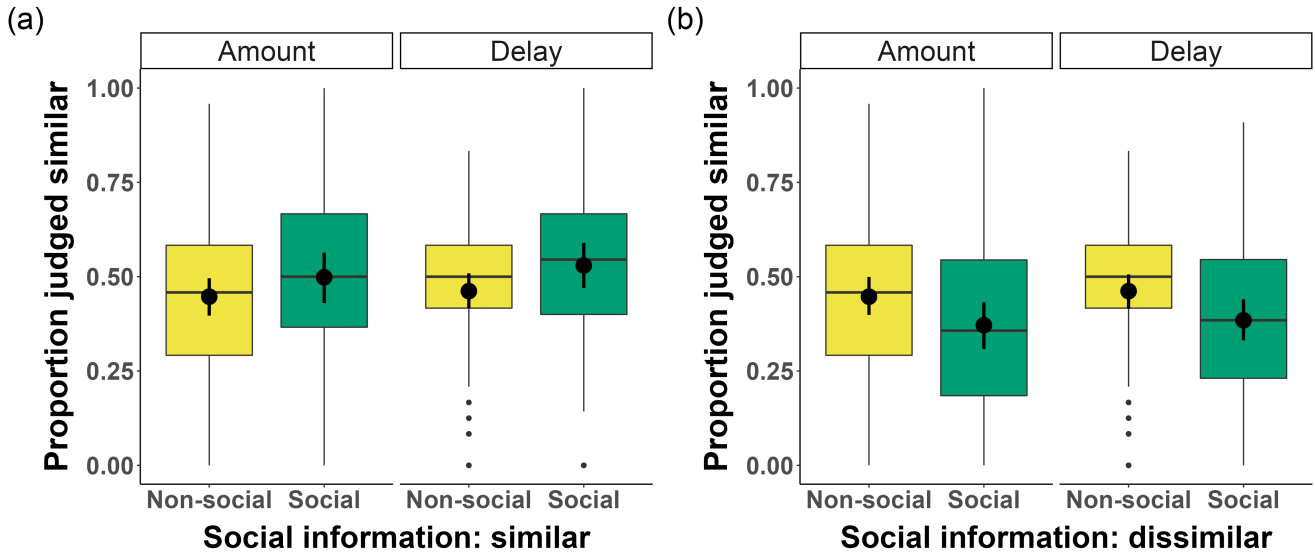 (a)
Amount
Delay
Proportion judged similar
1.00
0.75
0.50
0.25
0.00
Non-social
Social
Non-social
Social
Social information: similar
(b)
Amount
Delay
Proportion judged similar
1.00
0.75
0.50
0.25
0.00
Non-social
Social
Non-social
Social
Social information: dissimilar